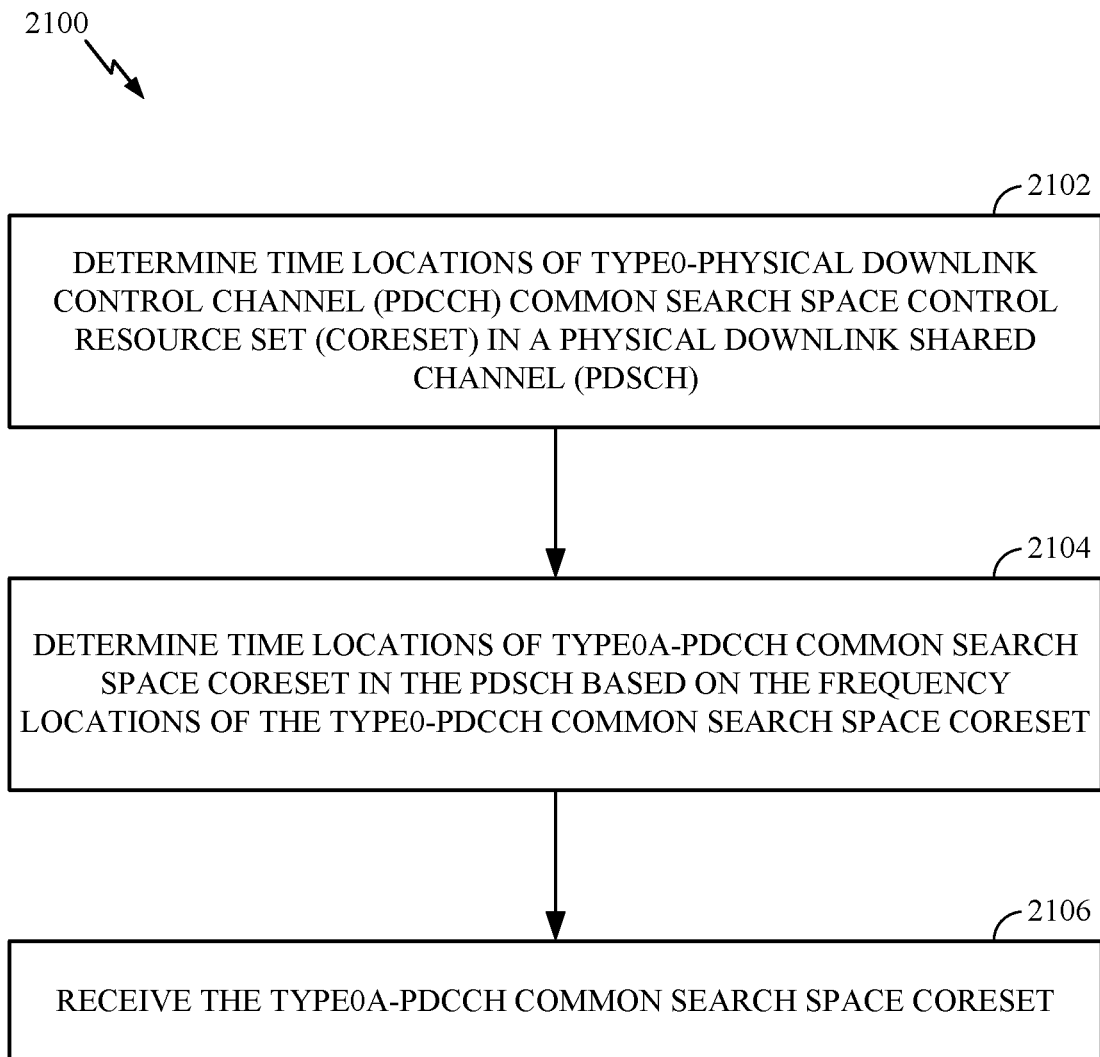 2100
2102
DETERMINE TIME LOCATIONS OF TYPE0-PHYSICAL DOWNLINK
CONTROL CHANNEL (PDCCH) COMMON SEARCH SPACE CONTROL
RESOURCE SET (CORESET) IN A PHYSICAL DOWNLINK SHARED
CHANNEL (PDSCH)
2104
DETERMINE TIME LOCATIONS OF TYPE0A-PDCCH COMMON SEARCH
SPACE CORESET IN THE PDSCH BASED ON THE FREQUENCY
LOCATIONS OF THE TYPE0-PDCCH COMMON SEARCH SPACE CORESET
2106
RECEIVE THE TYPE0A-PDCCH COMMON SEARCH SPACE CORESET